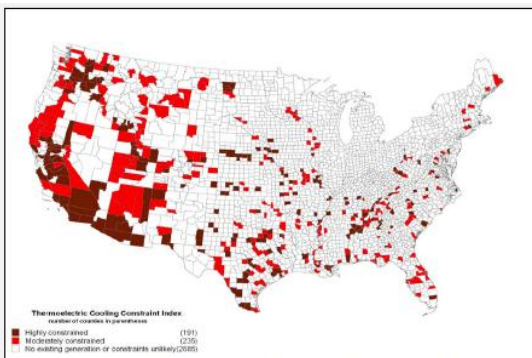 Thermoelectric Cooling Constraint Index
number of counties in parentheses
Highly constrained (191)
Moderately constrained (235)
No existing generation or constraints unlikely(2685)